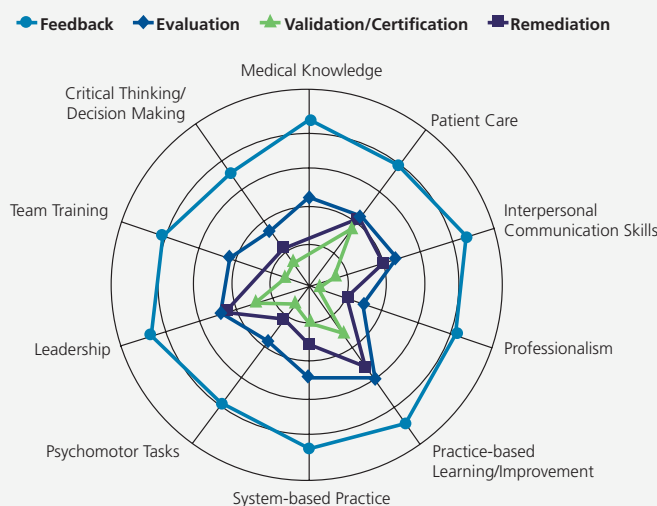 Feedback Evaluation Validation/Certification Remediation
Medical Knowledge
Critical Thinking/
Decision Making
Patient Care
Team Training
Interpersonal
Communication Skills
Leadership
Professionalism
Psychomotor Tasks
Practice-based
Learning/Improvement
System-based Practice